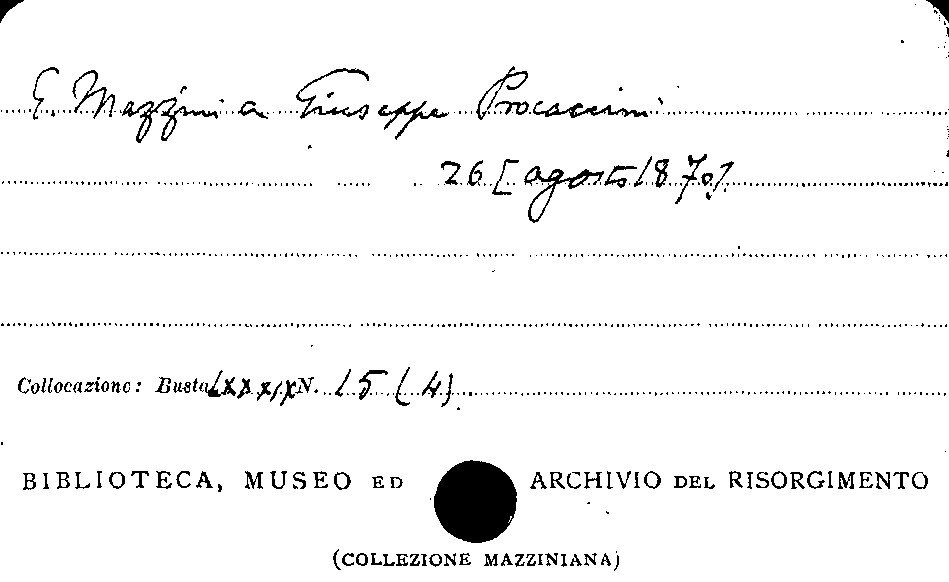 G. Mazzini a Giuseppe Procaccini
26 [agosto 1870].
Collocazione: Busta LXXXIX N. 15 (4)
BIBLIOTECA, MUSEO ED ARCHIVIO DEL RISORGIMENTO
(COLLEZIONE MAZZINIANA)